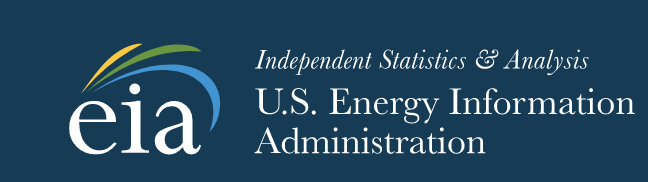 eia
Independent Statistics & Analysis
U.S. Energy Information
Administration